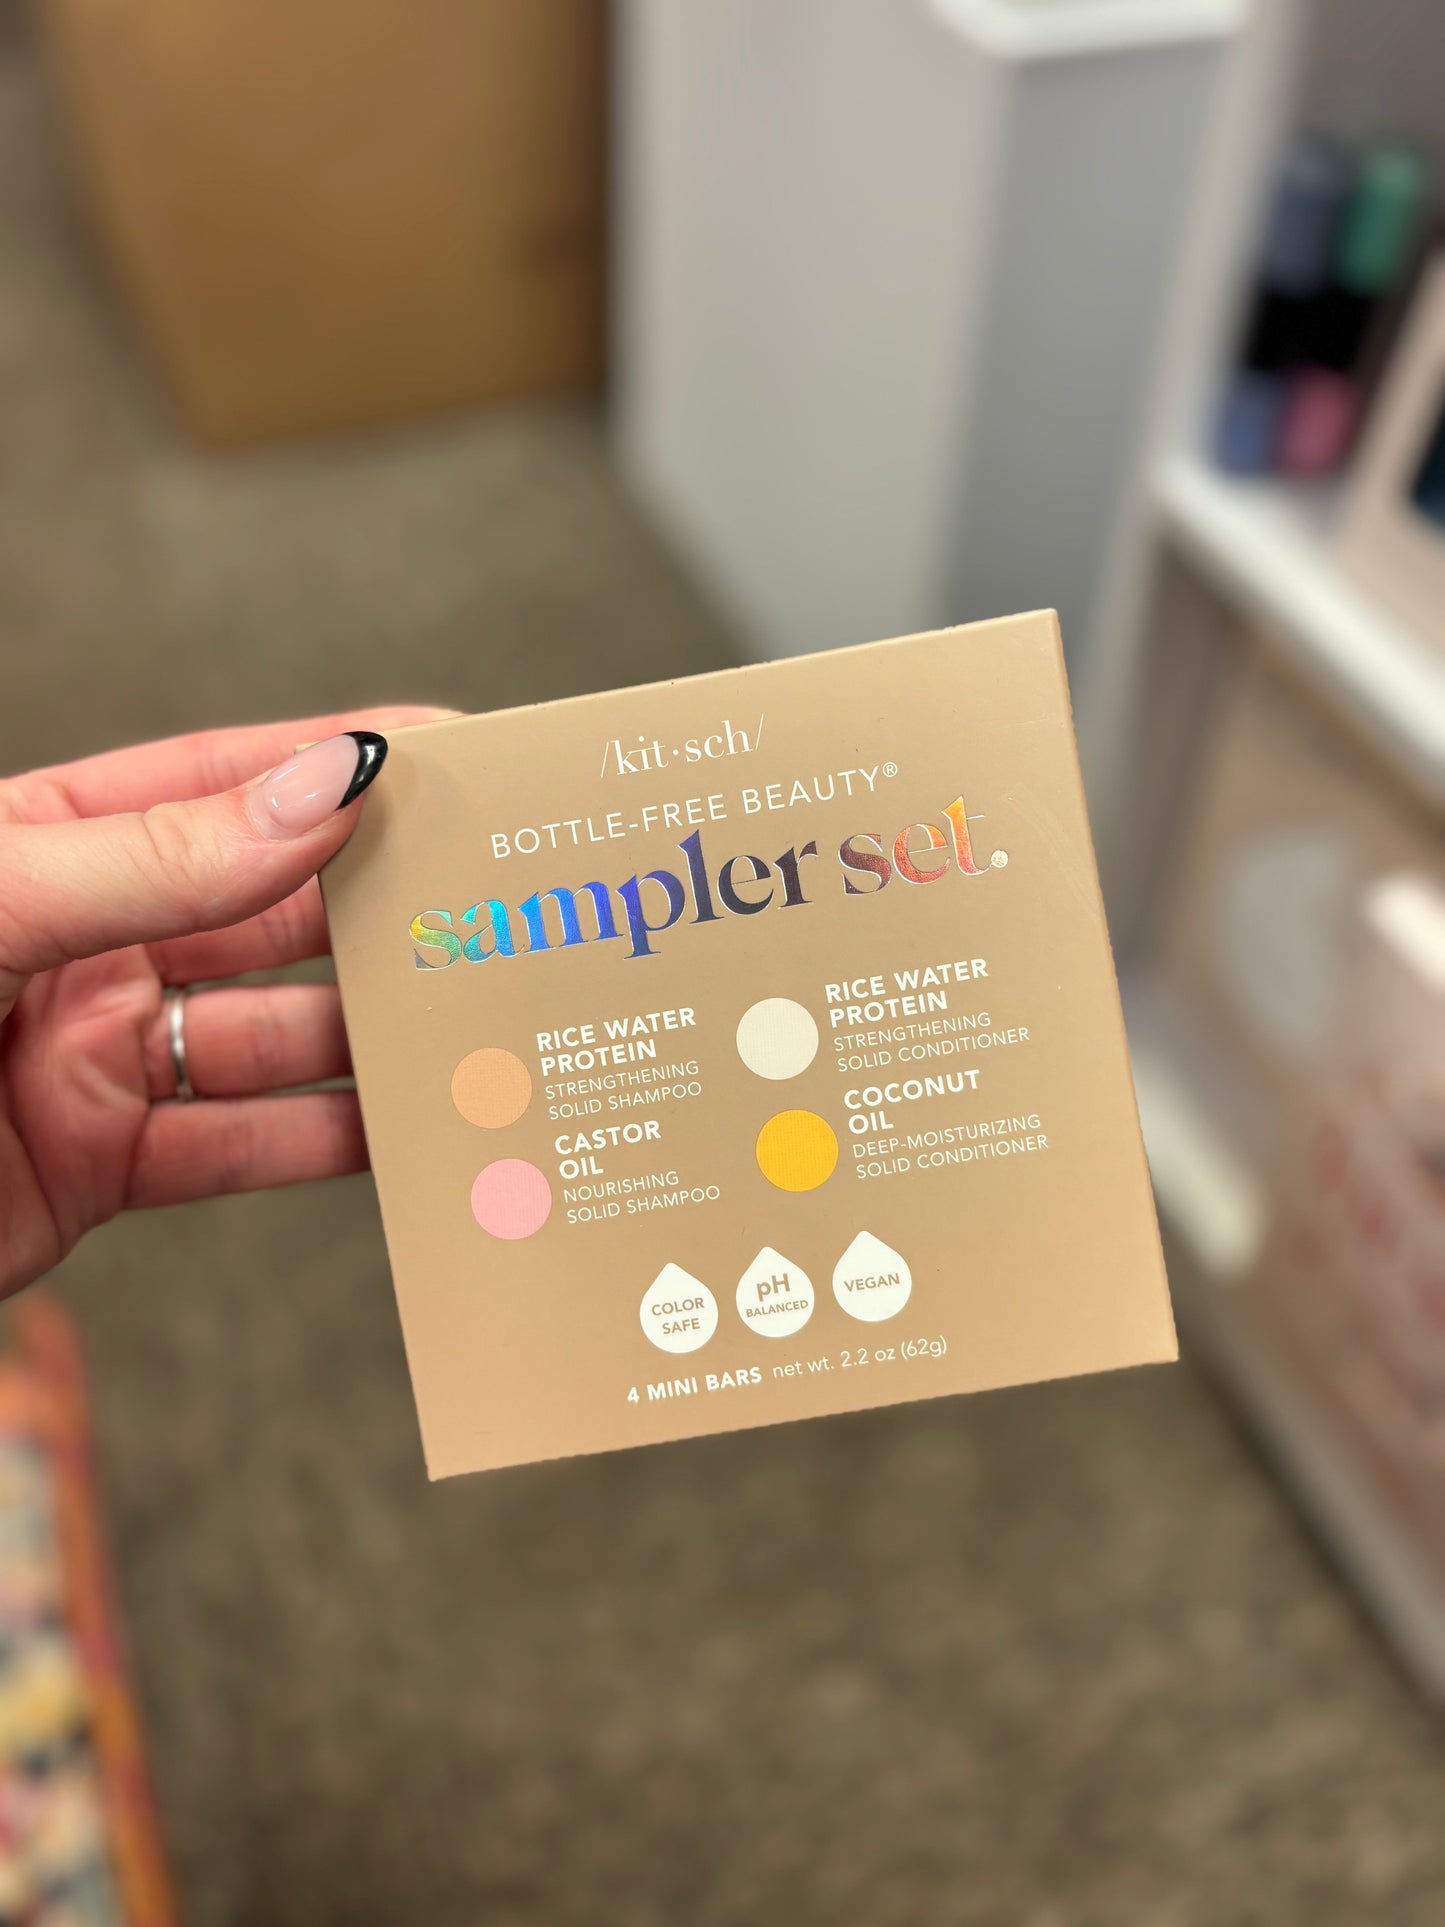 /kit·sch/
BOTTLE-FREE BEAUTY®
sampler set.
RICE WATER
PROTEIN
STRENGTHENING
SOLID SHAMPOO
CASTOR
OIL
NOURISHING
SOLID SHAMPOO
RICE WATER
PROTEIN
STRENGTHENING
SOLID CONDITIONER
COCONUT
OIL
DEEP-MOISTURIZING
SOLID CONDITIONER
COLOR
SAFE
pH
BALANCED
VEGAN
4 MINI BARS net wt. 2.2 oz (62g)